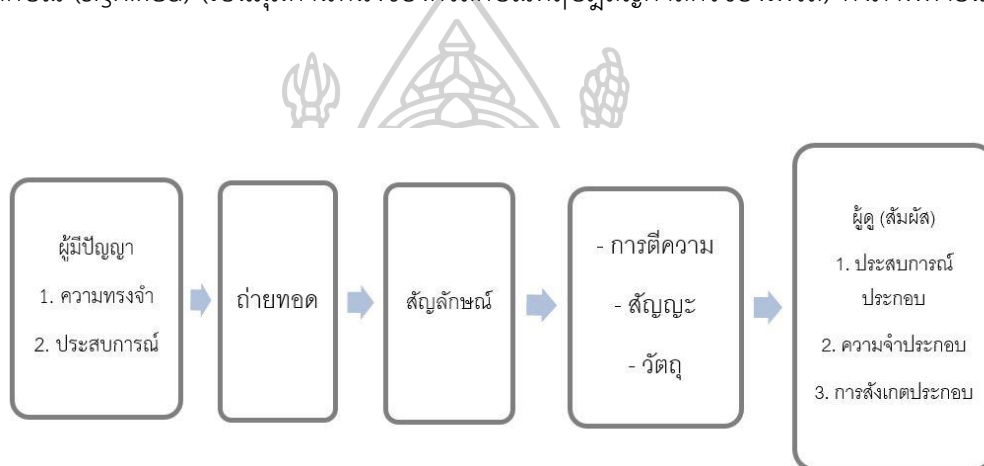 ผู้มีปัญญา
1. ความทรงจำ
2. ประสบการณ์
ถ่ายทอด
สัญลักษณ์
- การตีความ
- สัญญะ
- วัตถุ
ผู้ดู (สัมผัส)
1. ประสบการณ์
ประกอบ
2. ความจำประกอบ
3. การสังเกตประกอบ